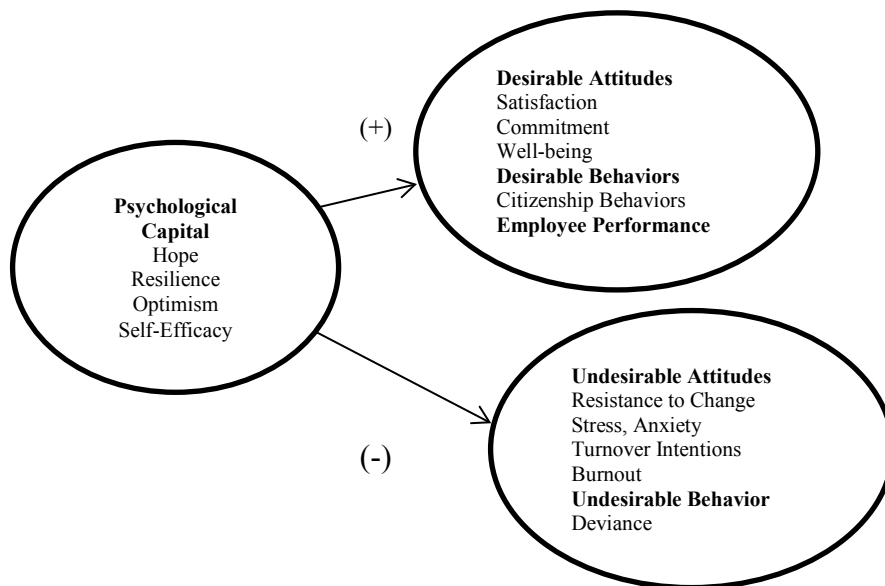 Psychological
Capital
Hope
Resilience
Optimism
Self-Efficacy
(+)
Desirable Attitudes
Satisfaction
Commitment
Well-being
Desirable Behaviors
Citizenship Behaviors
Employee Performance
(-)
Undesirable Attitudes
Resistance to Change
Stress, Anxiety
Turnover Intentions
Burnout
Undesirable Behavior
Deviance